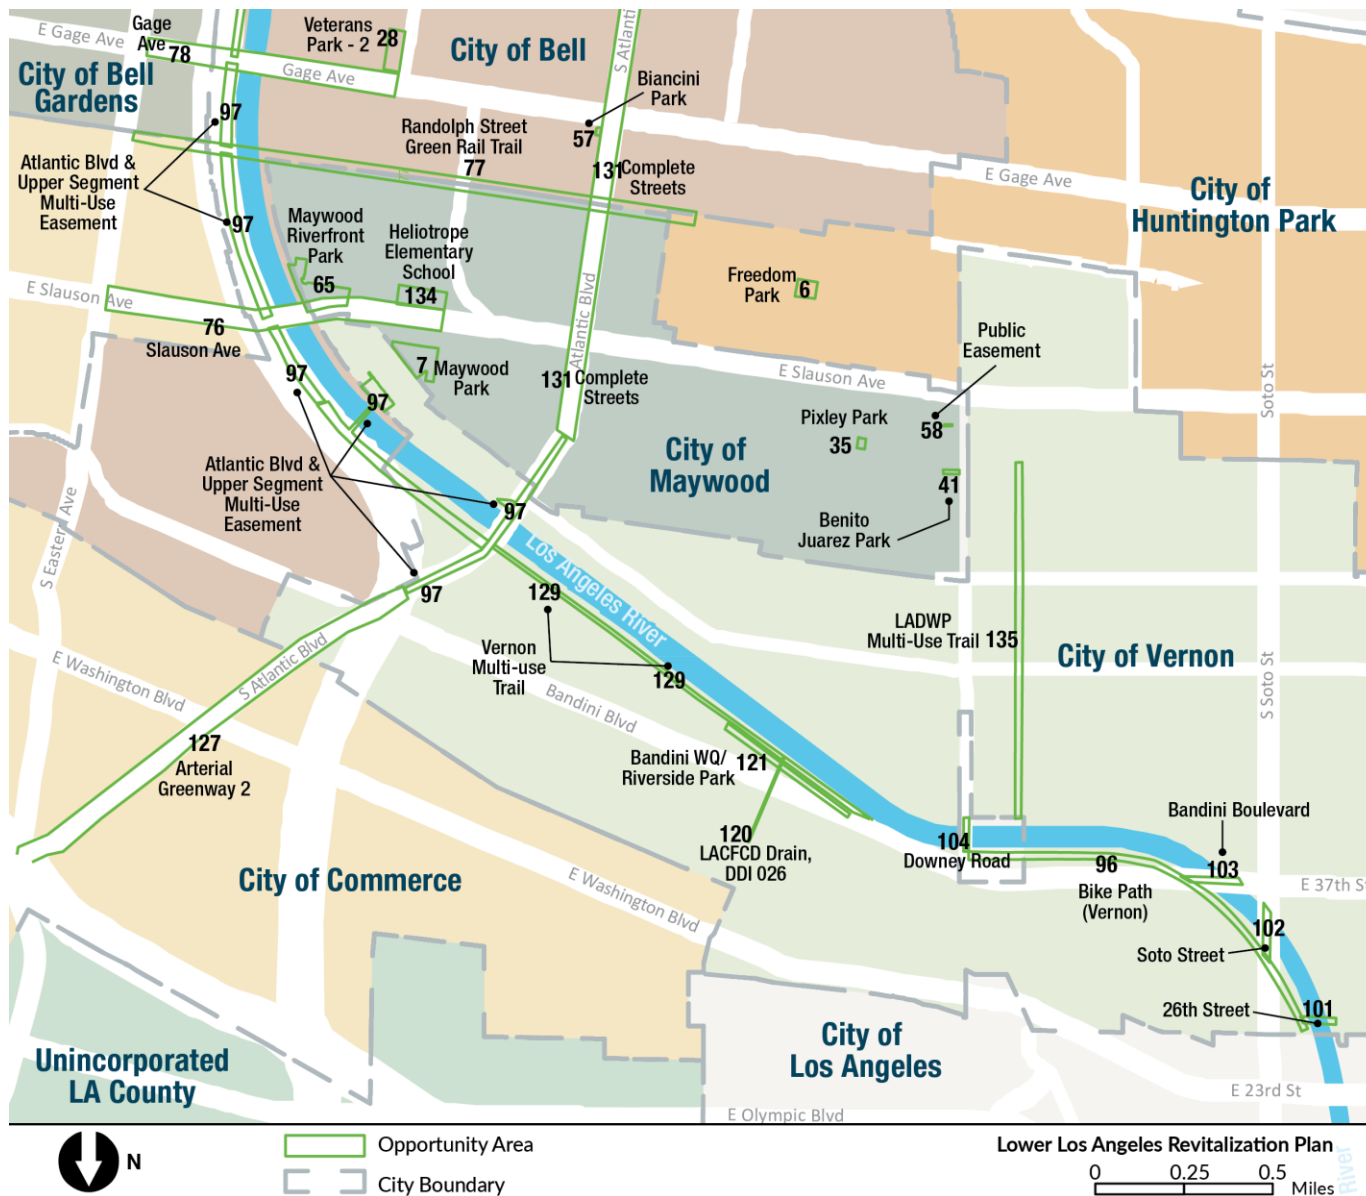 E Gage Ave
Gage
Ave
78
Veterans
Park - 2
28
City of Bell
S Atlanti
City of Bell
Gardens
Gage Ave
Biancini
Park
97
57
Randolph Street
Green Rail Trail
77
131
Complete
Streets
E Gage Ave
City of
Huntington Park
Atlantic Blvd &
Upper Segment
Multi-Use
Easement
97
Maywood
Riverfront
Park
65
Heliotrope
Elementary
School
134
Freedom
Park
6
E Slauson Ave
76
Slauson Ave
Atlantic Blvd
Public
Easement
97
7
Maywood
Park
131
Complete
Streets
E Slauson Ave
Soto St
97
Pixley Park
35
58
City of
Maywood
Atlantic Blvd &
Upper Segment
Multi-Use
Easement
41
97
Benito
Juarez Park
S Eastern Ave
Los Angeles River
97
129
LADWP
Multi-Use Trail
135
City of Vernon
Vernon
Multi-use
Trail
129
S Atlantic Blvd
E Washington Blvd
Bandini Blvd
S Soto St
127
Arterial
Greenway 2
Bandini WQ/
Riverside Park
121
Bandini Boulevard
120
LACFCD Drain,
DDI 026
104
Downey Road
96
Bike Path
(Vernon)
103
E 37th St
City of Commerce
E Washington Blvd
102
Soto Street
26th Street
101
City of
Los Angeles
Unincorporated
LA County
E 23rd St
E Olympic Blvd
N
Opportunity Area
City Boundary
Lower Los Angeles Revitalization Plan
0
0.25
0.5
Miles
River